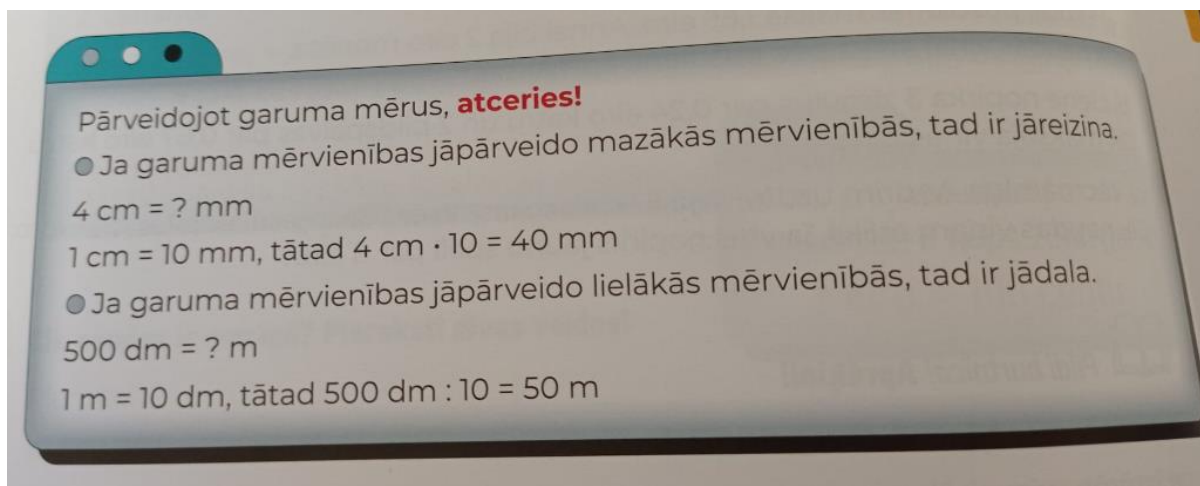 Pārveidojot garuma mērus, atceries!
Ja garuma mērvienības jāpārveido mazākās mērvienībās, tad ir jāreizina.
4 cm = ? mm
1 cm = 10 mm, tātad 4 cm · 10 = 40 mm
Ja garuma mērvienības jāpārveido lielākās mērvienībās, tad ir jādala.
500 dm = ? m
1 m = 10 dm, tātad 500 dm : 10 = 50 m